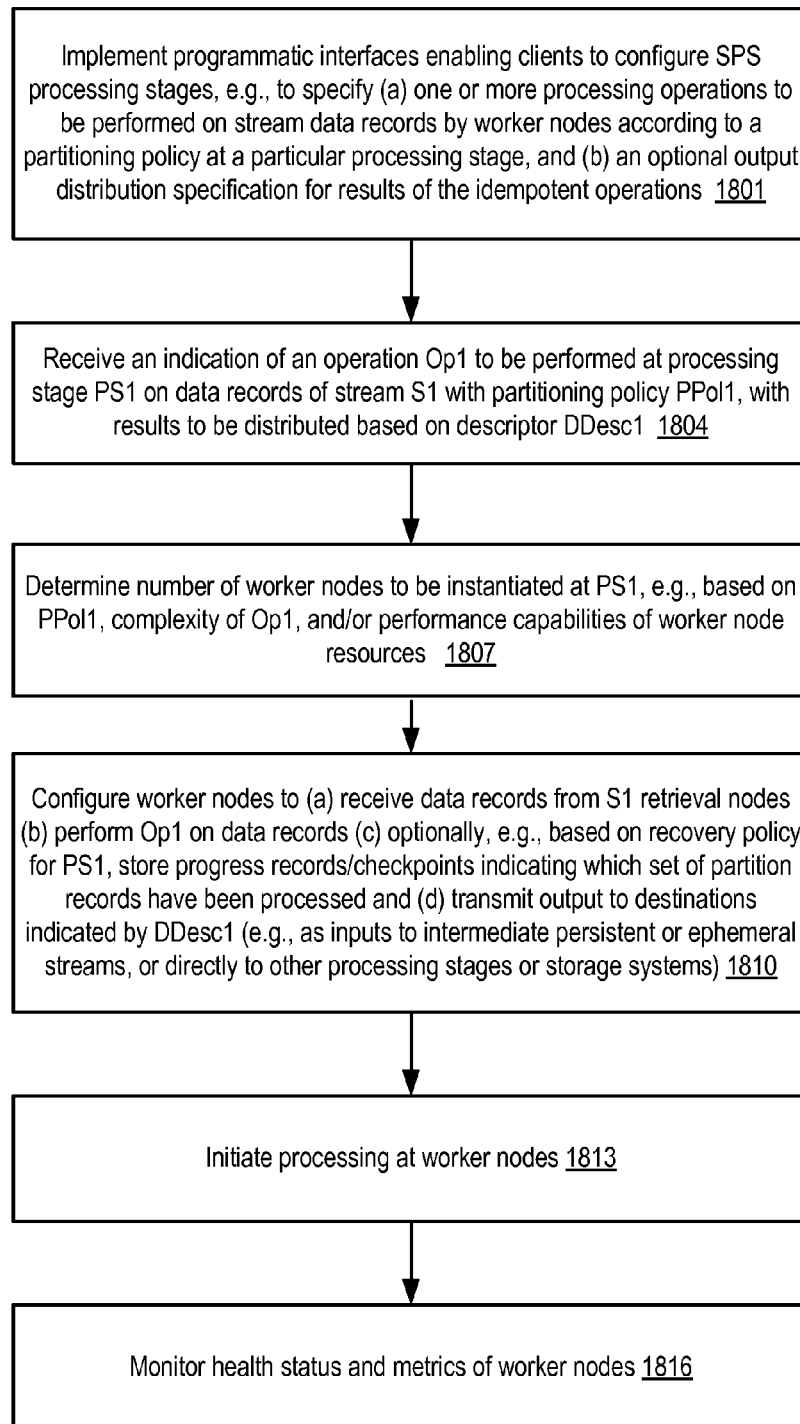 Implement programmatic interfaces enabling clients to configure SPS
processing stages, e.g., to specify (a) one or more processing operations to
be performed on stream data records by worker nodes according to a
partitioning policy at a particular processing stage, and (b) an optional output
distribution specification for results of the idempotent operations 1801
Receive an indication of an operation Op1 to be performed at processing
stage PS1 on data records of stream S1 with partitioning policy PPol1, with
results to be distributed based on descriptor DDesc1 1804
Determine number of worker nodes to be instantiated at PS1, e.g., based on
PPol1, complexity of Op1, and/or performance capabilities of worker node
resources 1807
Configure worker nodes to (a) receive data records from S1 retrieval nodes
(b) perform Op1 on data records (c) optionally, e.g., based on recovery policy
for PS1, store progress records/checkpoints indicating which set of partition
records have been processed and (d) transmit output to destinations
indicated by DDesc1 (e.g., as inputs to intermediate persistent or ephemeral
streams, or directly to other processing stages or storage systems) 1810
Initiate processing at worker nodes 1813
Monitor health status and metrics of worker nodes 1816